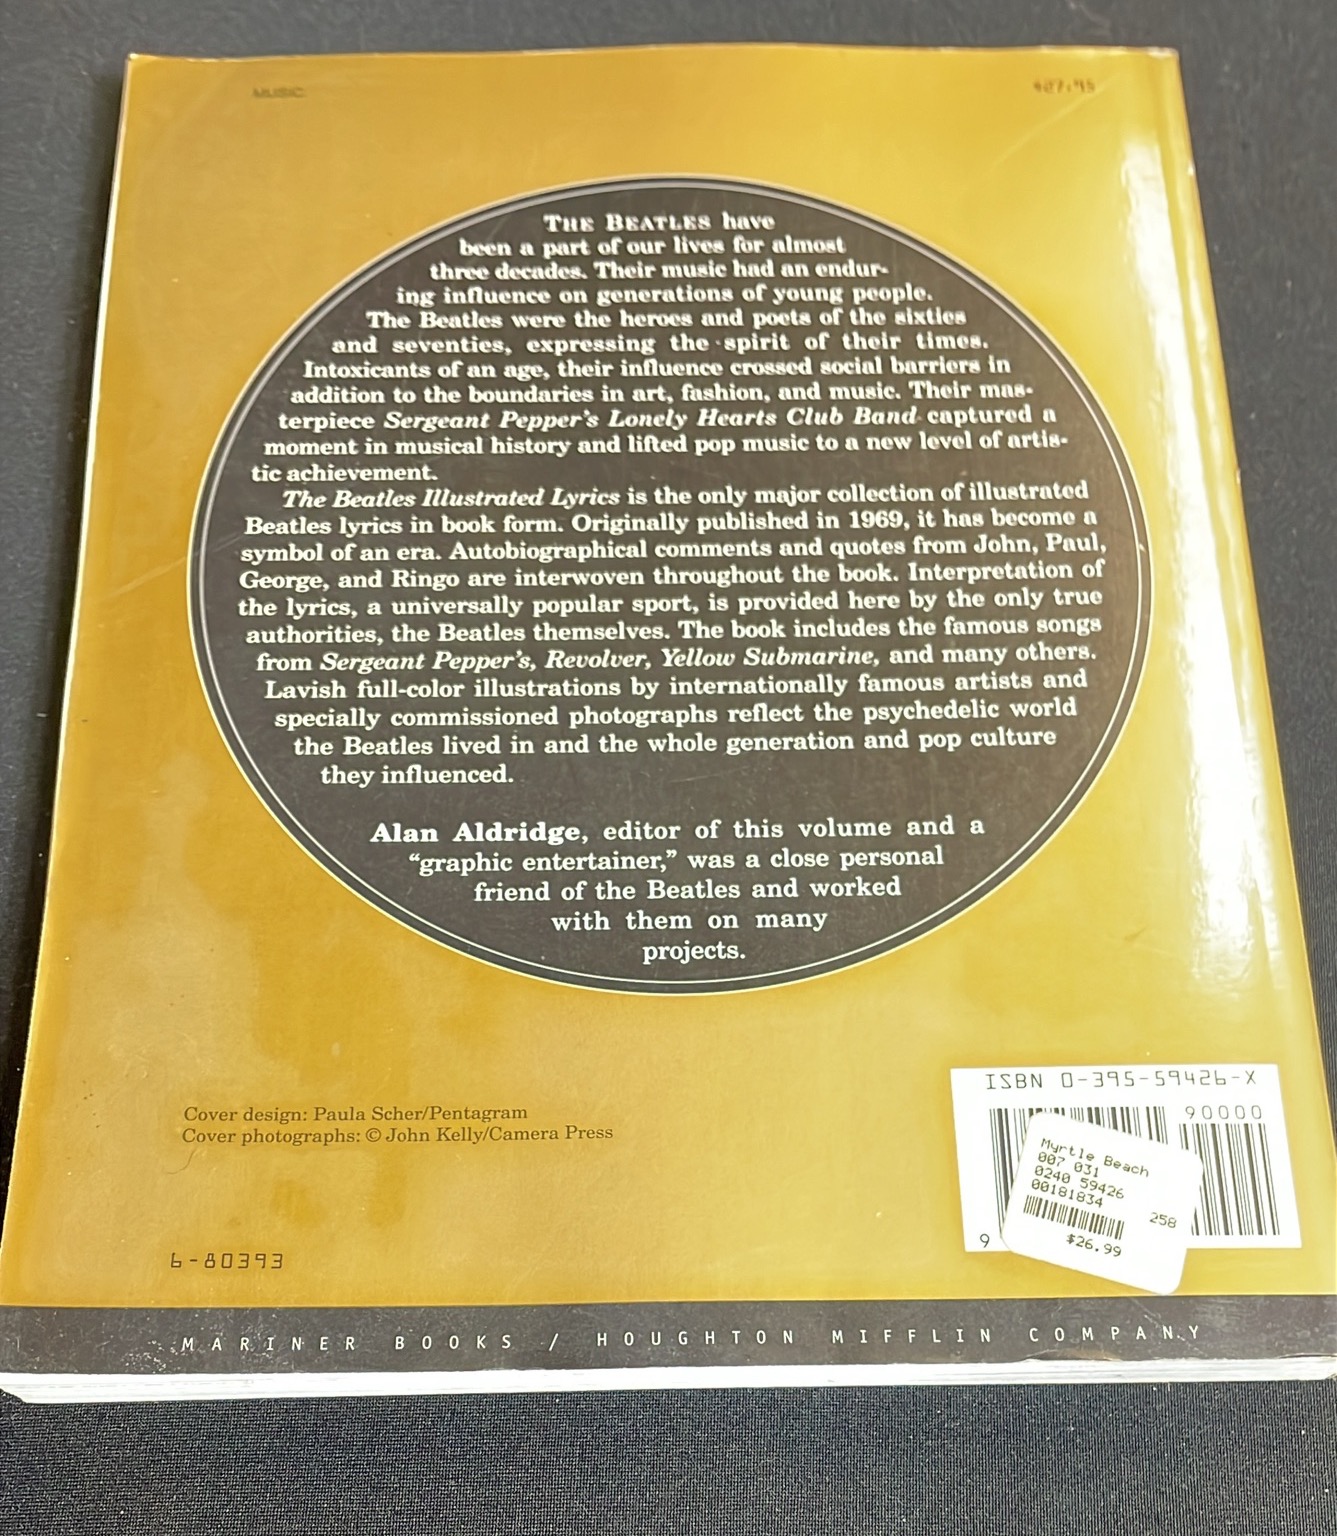 MUSIC
$27.95
THE BEATLES have
been a part of our lives for almost
three decades. Their music had an endur-
ing influence on generations of young people.
The Beatles were the heroes and poets of the sixties
and seventies, expressing the spirit of their times.
Intoxicants of an age, their influence crossed social barriers in
addition to the boundaries in art, fashion, and music. Their mas-
terpiece Sergeant Pepper's Lonely Hearts Club Band captured a
moment in musical history and lifted pop music to a new level of artis-
tic achievement.
The Beatles Illustrated Lyrics is the only major collection of illustrated
Beatles lyrics in book form. Originally published in 1969, it has become a
symbol of an era. Autobiographical comments and quotes from John, Paul,
George, and Ringo are interwoven throughout the book. Interpretation of
the lyrics, a universally popular sport, is provided here by the only true
authorities, the Beatles themselves. The book includes the famous songs
from Sergeant Pepper's, Revolver, Yellow Submarine, and many others.
Lavish full-color illustrations by internationally famous artists and
specially commissioned photographs reflect the psychedelic world
the Beatles lived in and the whole generation and pop culture
they influenced.
Alan Aldridge, editor of this volume and a
“graphic entertainer,” was a close personal
friend of the Beatles and worked
with them on many
projects.
Cover design: Paula Scher/Pentagram
Cover photographs: © John Kelly/Camera Press
6-80393
ISBN 0-395-59426-X
90000
9
Myrtle Beach
007 031
0240 59426
00181834
258
$26.99
MARINER BOOKS / HOUGHTON MIFFLIN COMPANY